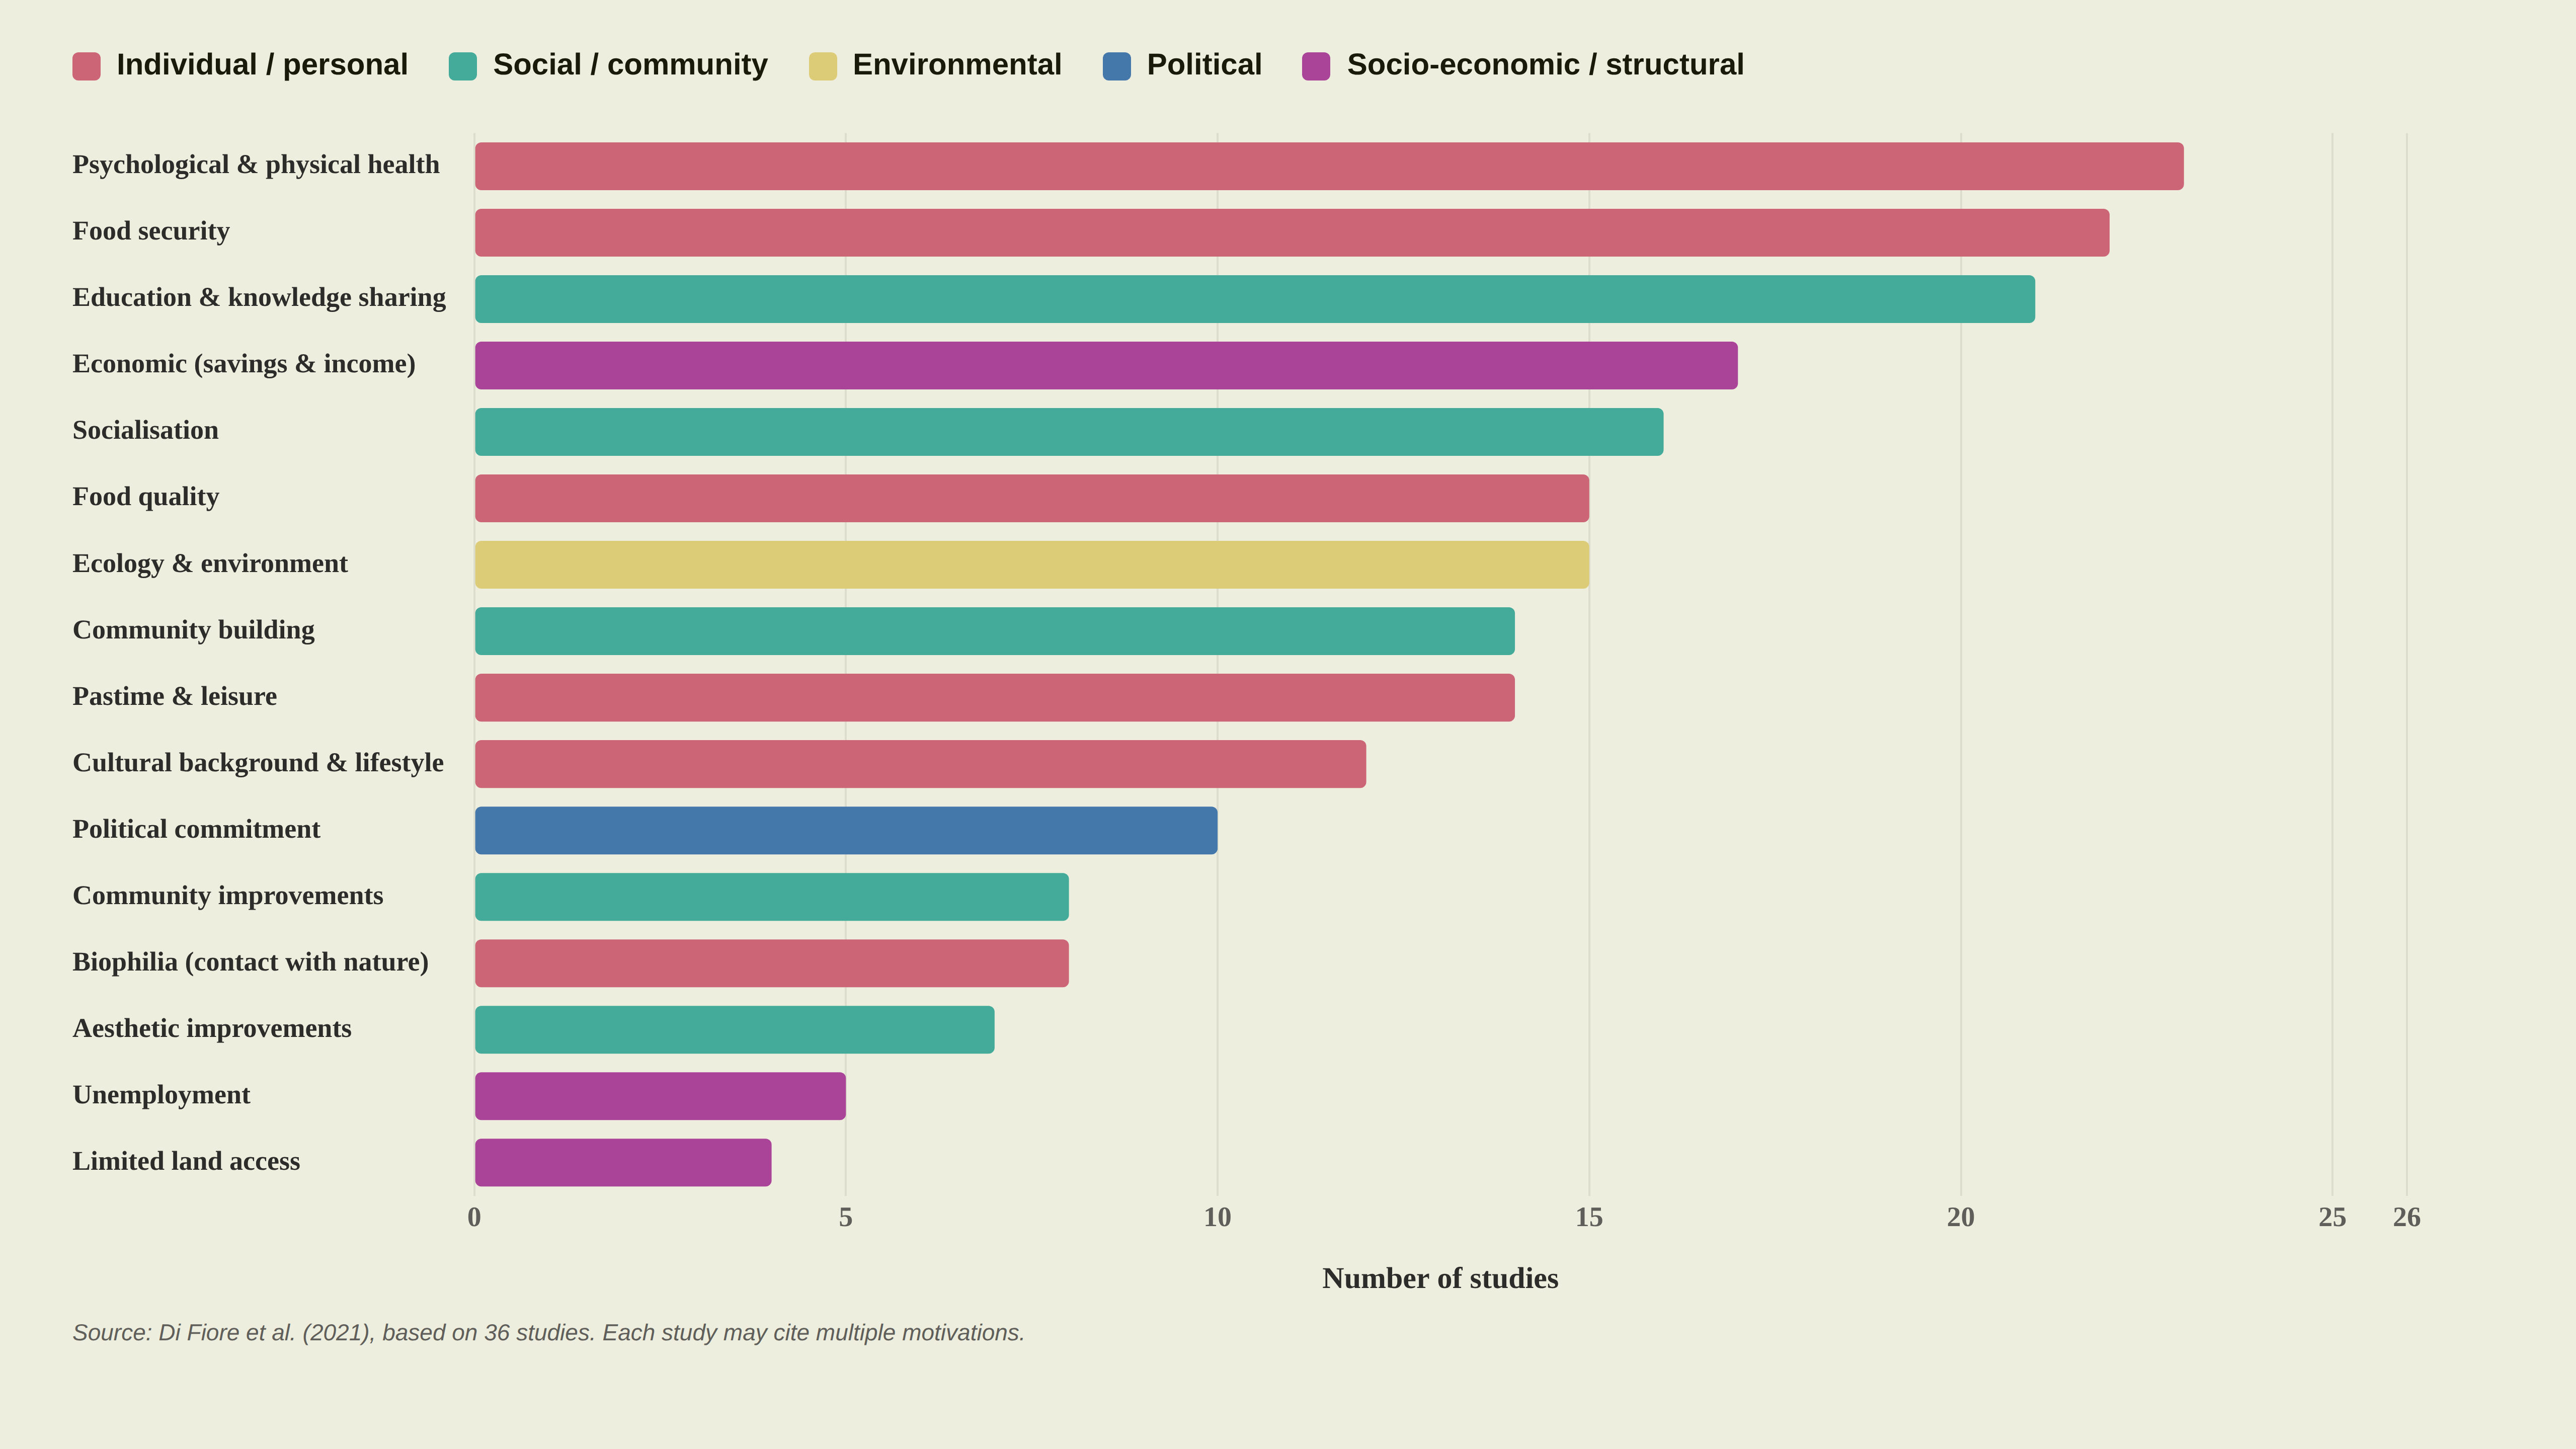 Individual / personal Social / community Environmental Political Socio-economic / structural
Psychological & physical health
Food security
Education & knowledge sharing
Economic (savings & income)
Socialisation
Food quality
Ecology & environment
Community building
Pastime & leisure
Cultural background & lifestyle
Political commitment
Community improvements
Biophilia (contact with nature)
Aesthetic improvements
Unemployment
Limited land access
0 5 10 15 20 25 26
Number of studies
Source: Di Fiore et al. (2021), based on 36 studies. Each study may cite multiple motivations.